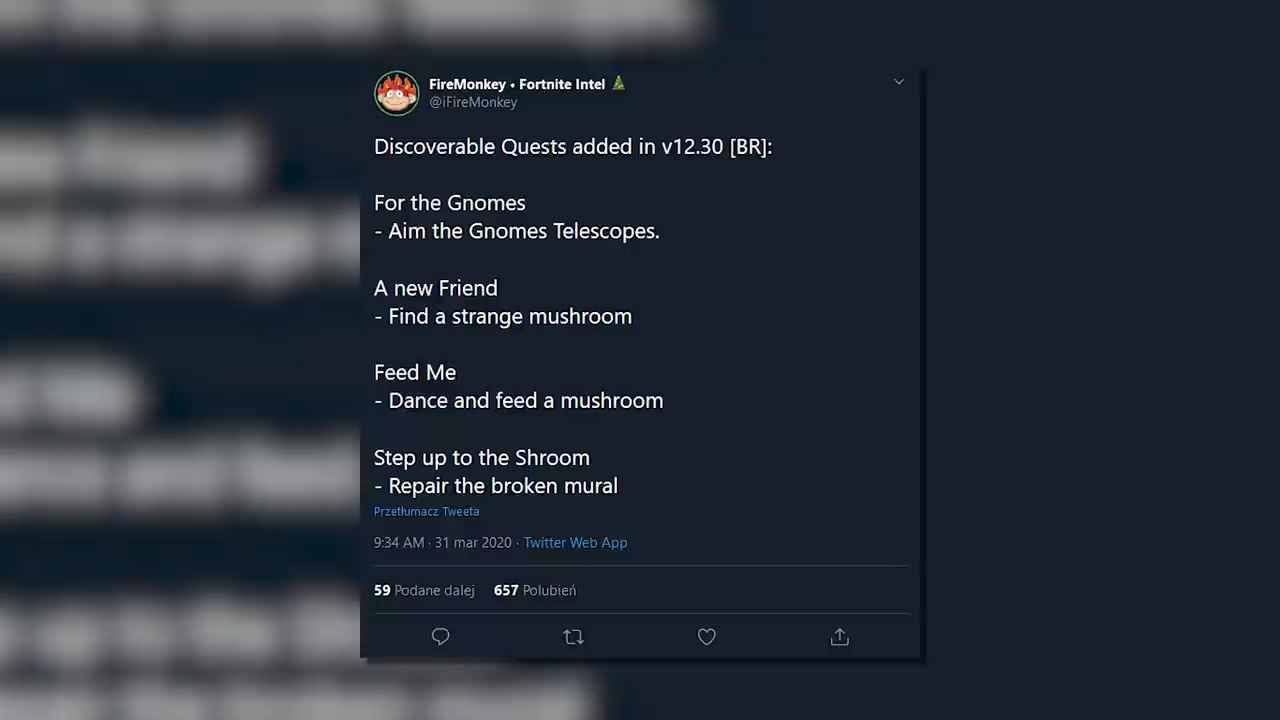 FireMonkey • Fortnite Intel
@iFireMonkey
Discoverable Quests added in v12.30 [BR]:
For the Gnomes
- Aim the Gnomes Telescopes.
A new Friend
- Find a strange mushroom
Feed Me
- Dance and feed a mushroom
Step up to the Shroom
- Repair the broken mural
Przetłumacz Tweeta
9:34 AM · 31 mar 2020 · Twitter Web App
59 Podane dalej 657 Polubień